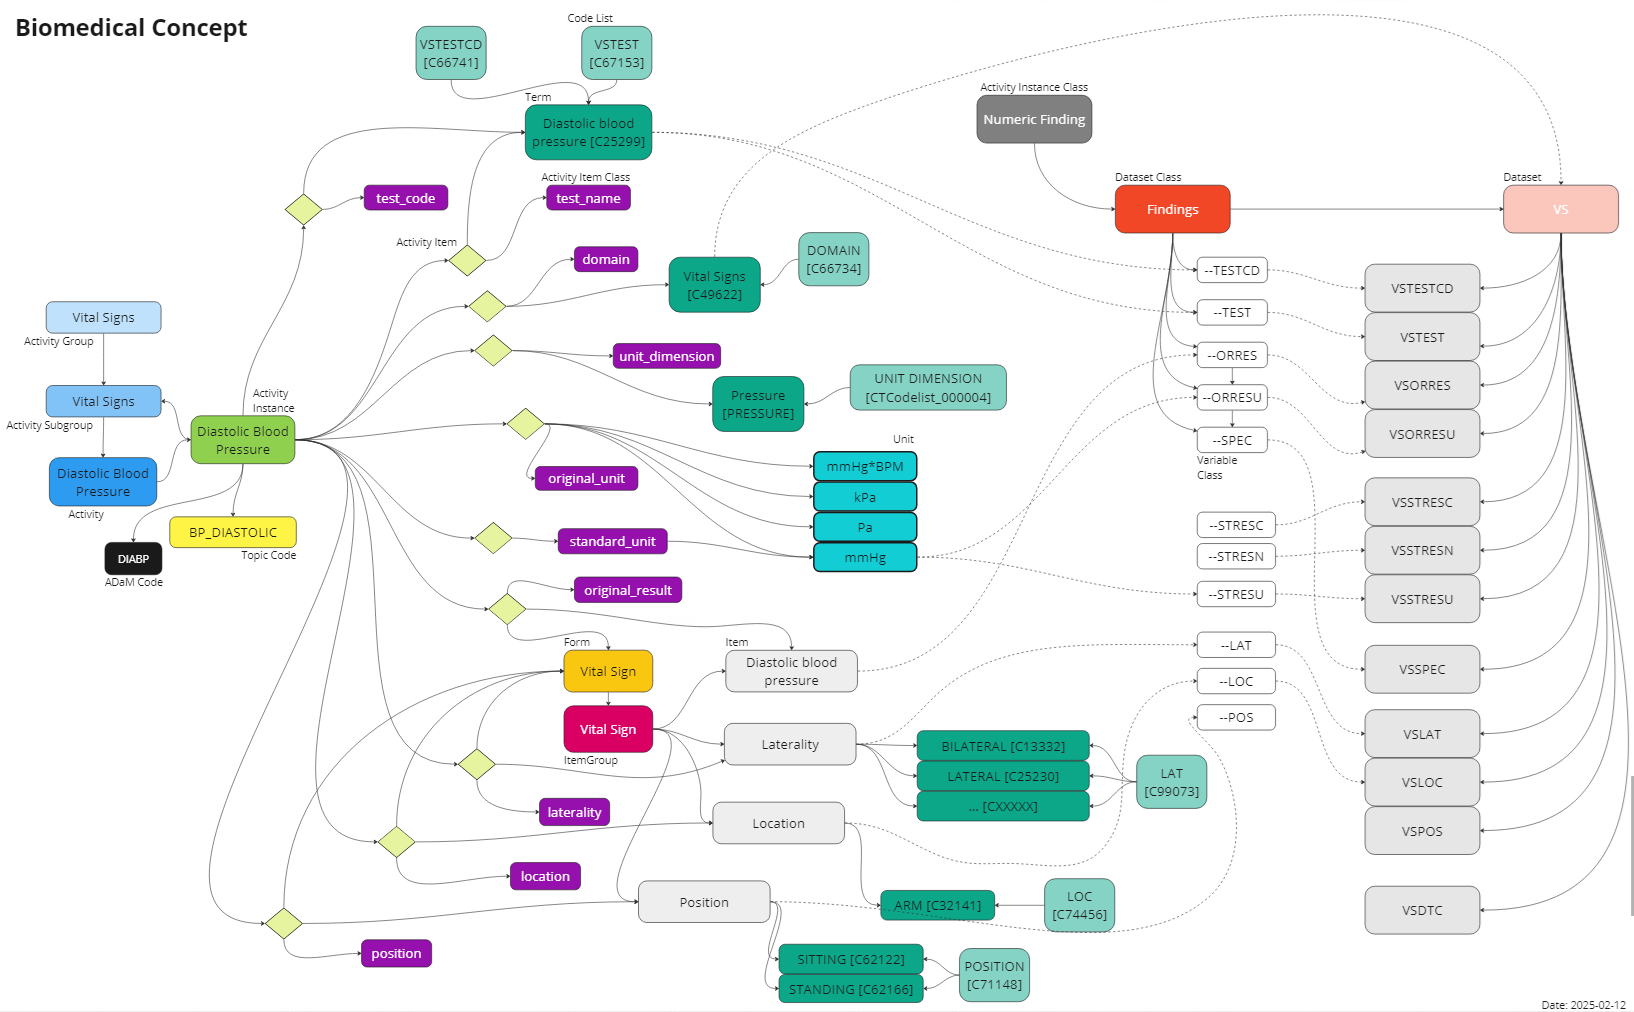 Biomedical Concept
Code List
VSTESTCD
[C66741]
VSTEST
[C67153]
Term
Diastolic blood
pressure [C25299]
Activity Instance Class
Numeric Finding
Dataset Class
Findings
Dataset
VS
test_code
Activity Item Class
test_name
Activity Item
domain
Vital Signs
[C49622]
DOMAIN
[C66734]
--TESTCD
--TEST
--ORRES
--ORRESU
--SPEC
Variable
Class
VSTESTCD
VSTEST
VSORRES
VSORRESU
Vital Signs
Activity Group
Vital Signs
Activity Subgroup
Diastolic Blood
Pressure
Activity
Activity
Instance
Diastolic Blood
Pressure
BP_DIASTOLIC
Topic Code
DIABP
ADaM Code
unit_dimension
Pressure
[PRESSURE]
UNIT DIMENSION
[CTCodelist_000004]
Unit
mmHg*BPM
kPa
Pa
mmHg
original_unit
standard_unit
original_result
--STRESC
--STRESN
--STRESU
VSSTRESC
VSSTRESN
VSSTRESU
Form
Vital Sign
Vital Sign
ItemGroup
Item
Diastolic blood
pressure
--LAT
--LOC
--POS
VSSPEC
VSLAT
VSLOC
VSPOS
VSDTC
Laterality
BILATERAL [C13332]
LATERAL [C25230]
... [CXXXXX]
LAT
[C99073]
laterality
Location
location
ARM [C32141]
LOC
[C74456]
Position
position
SITTING [C62122]
STANDING [C62166]
POSITION
[C71148]
Date: 2025-02-12